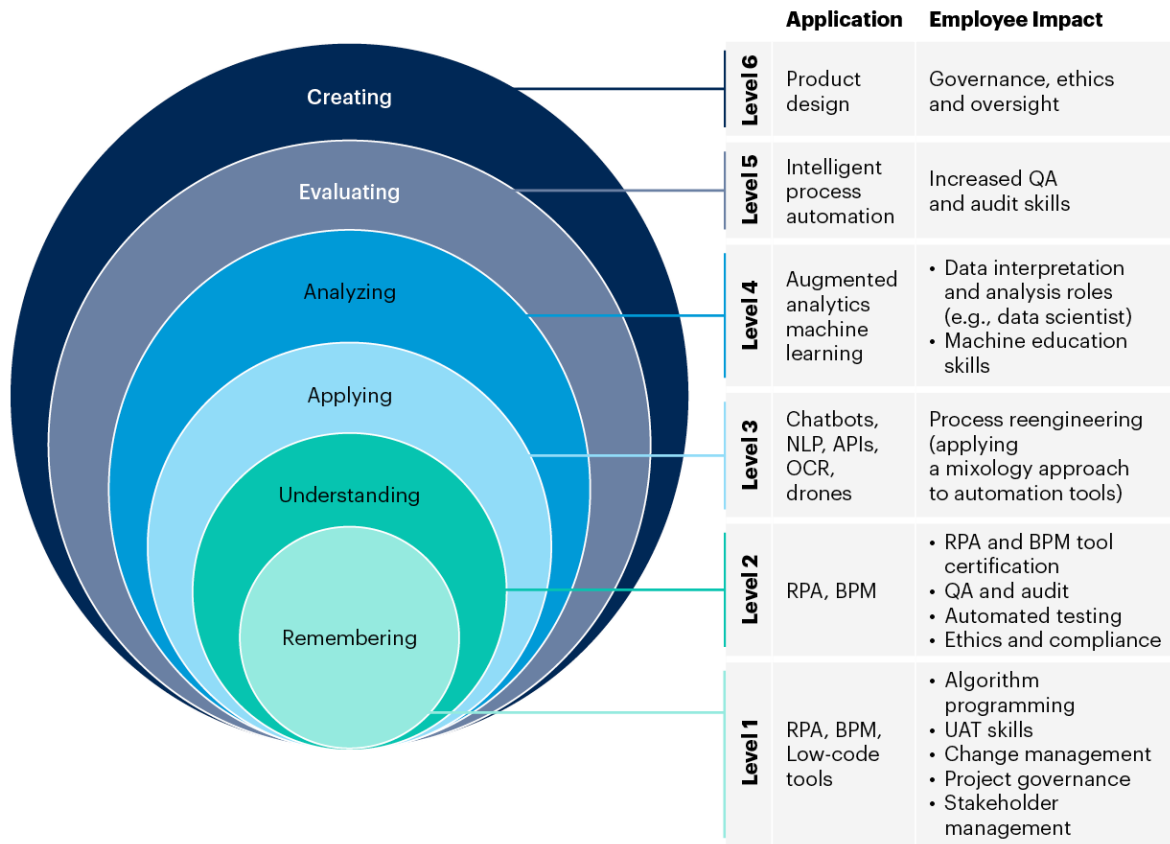 Application Employee Impact
Creating
Level 6
Product
design
Governance, ethics
and oversight
Evaluating
Level 5
Intelligent
process
automation
Increased QA
and audit skills
Analyzing
Level 4
Augmented
analytics
machine
learning
• Data interpretation
and analysis roles
(e.g., data scientist)
• Machine education
skills
Applying
Level 3
Chatbots,
NLP, APIs,
OCR,
drones
Process reengineering
(applying
a mixology approach
to automation tools)
Understanding
Level 2
RPA, BPM
• RPA and BPM tool
certification
• QA and audit
• Automated testing
• Ethics and compliance
Remembering
Level 1
RPA, BPM,
Low-code
tools
• Algorithm
programming
• UAT skills
• Change management
• Project governance
• Stakeholder
management